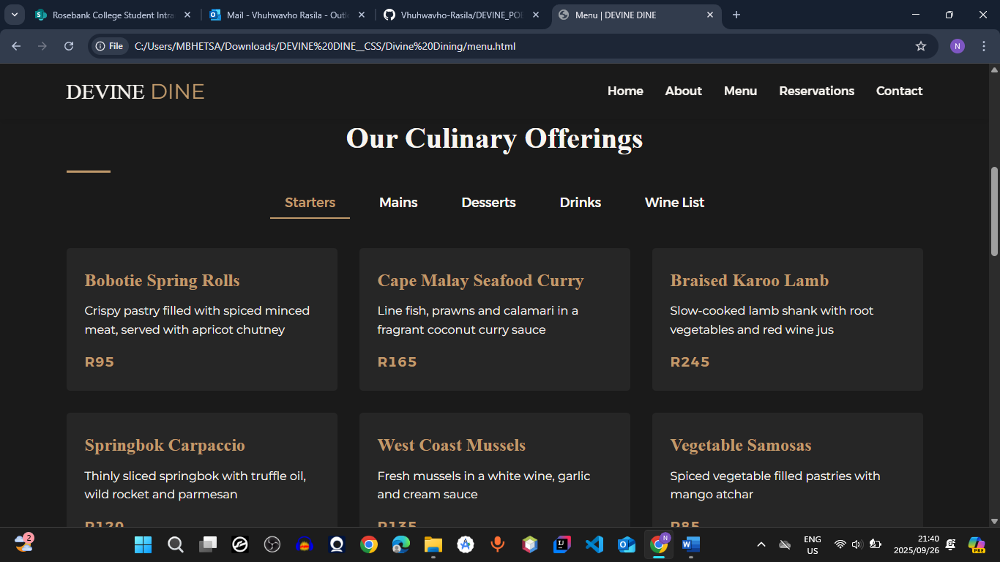 Rosebank College Student Intra
Mail - Vhuhwavho Rasila - Outlo
Vhuhwavho-Rasila/DEVINE_POE
Menu | DEVINE DINE
File
C:/Users/MBHETSA/Downloads/DEVINE%20DINE__CSS/Divine%20Dining/menu.html
N
DEVINE DINE
Home
About
Menu
Reservations
Contact
Our Culinary Offerings
Starters
Mains
Desserts
Drinks
Wine List
Bobotie Spring Rolls
Crispy pastry filled with spiced minced
meat, served with apricot chutney
R95
Cape Malay Seafood Curry
Line fish, prawns and calamari in a
fragrant coconut curry sauce
R165
Braised Karoo Lamb
Slow-cooked lamb shank with root
vegetables and red wine jus
R245
Springbok Carpaccio
Thinly sliced springbok with truffle oil,
wild rocket and parmesan
R120
West Coast Mussels
Fresh mussels in a white wine, garlic
and cream sauce
R135
Vegetable Samosas
Spiced vegetable filled pastries with
mango atchar
R85
2
N
ENG
US
21:40
2025/09/26
PRE